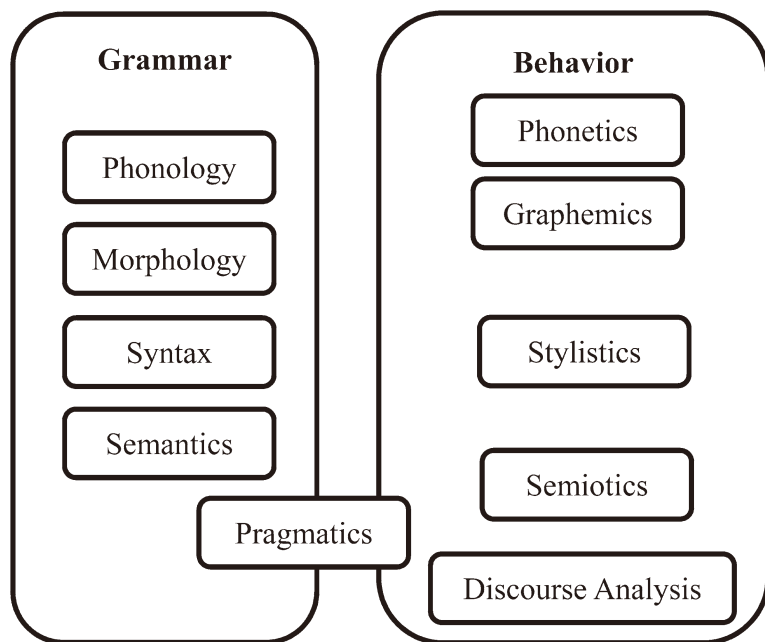 Grammar
Phonology
Morphology
Syntax
Semantics
Pragmatics
Behavior
Phonetics
Graphemics
Stylistics
Semiotics
Discourse Analysis